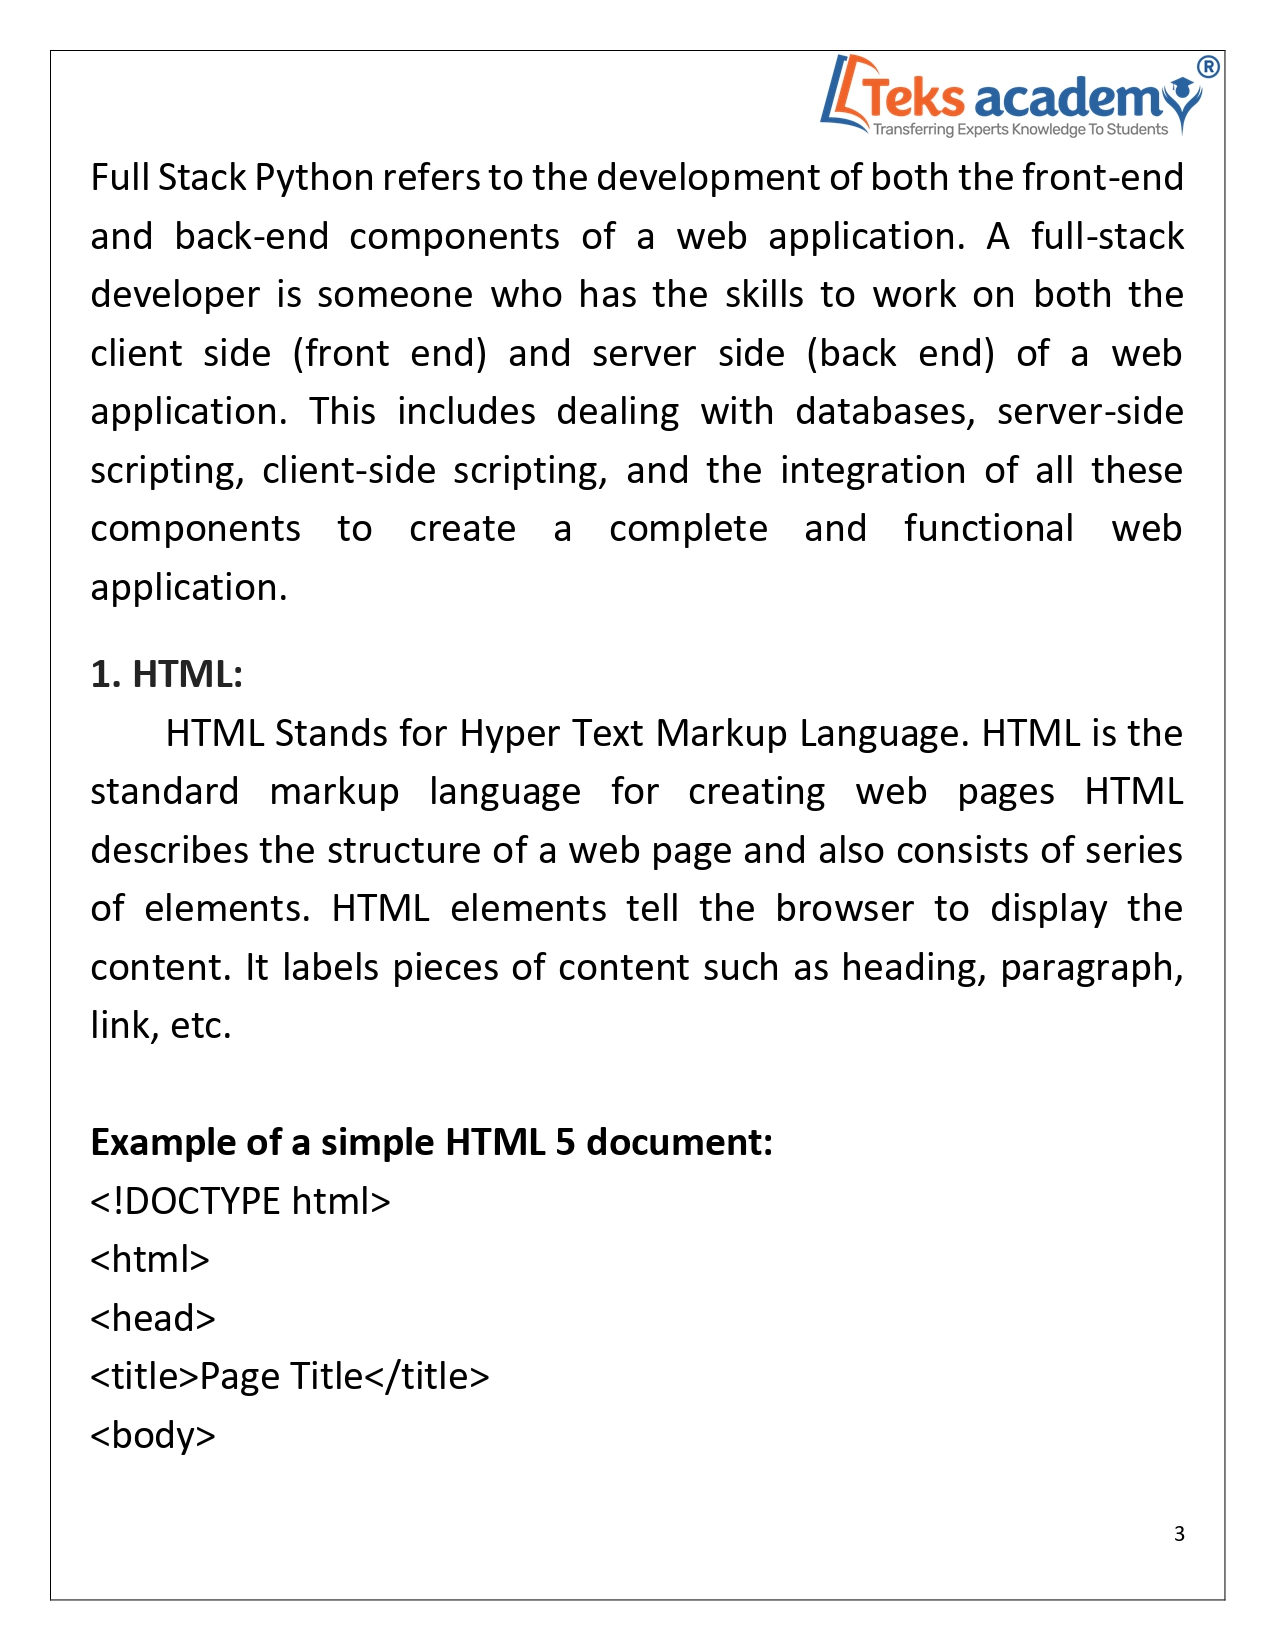 Teks academy®
Transferring Experts Knowledge To Students
Full Stack Python refers to the development of both the front-end
and back-end components of a web application. A full-stack
developer is someone who has the skills to work on both the
client side (front end) and server side (back end) of a web
application. This includes dealing with databases, server-side
scripting, client-side scripting, and the integration of all these
components to create a complete and functional web
application.
1. HTML:
HTML Stands for Hyper Text Markup Language. HTML is the
standard markup language for creating web pages HTML
describes the structure of a web page and also consists of series
of elements. HTML elements tell the browser to display the
content. It labels pieces of content such as heading, paragraph,
link, etc.
Example of a simple HTML 5 document:
<!DOCTYPE html>
<html>
<head>
<title>Page Title</title>
<body>
3